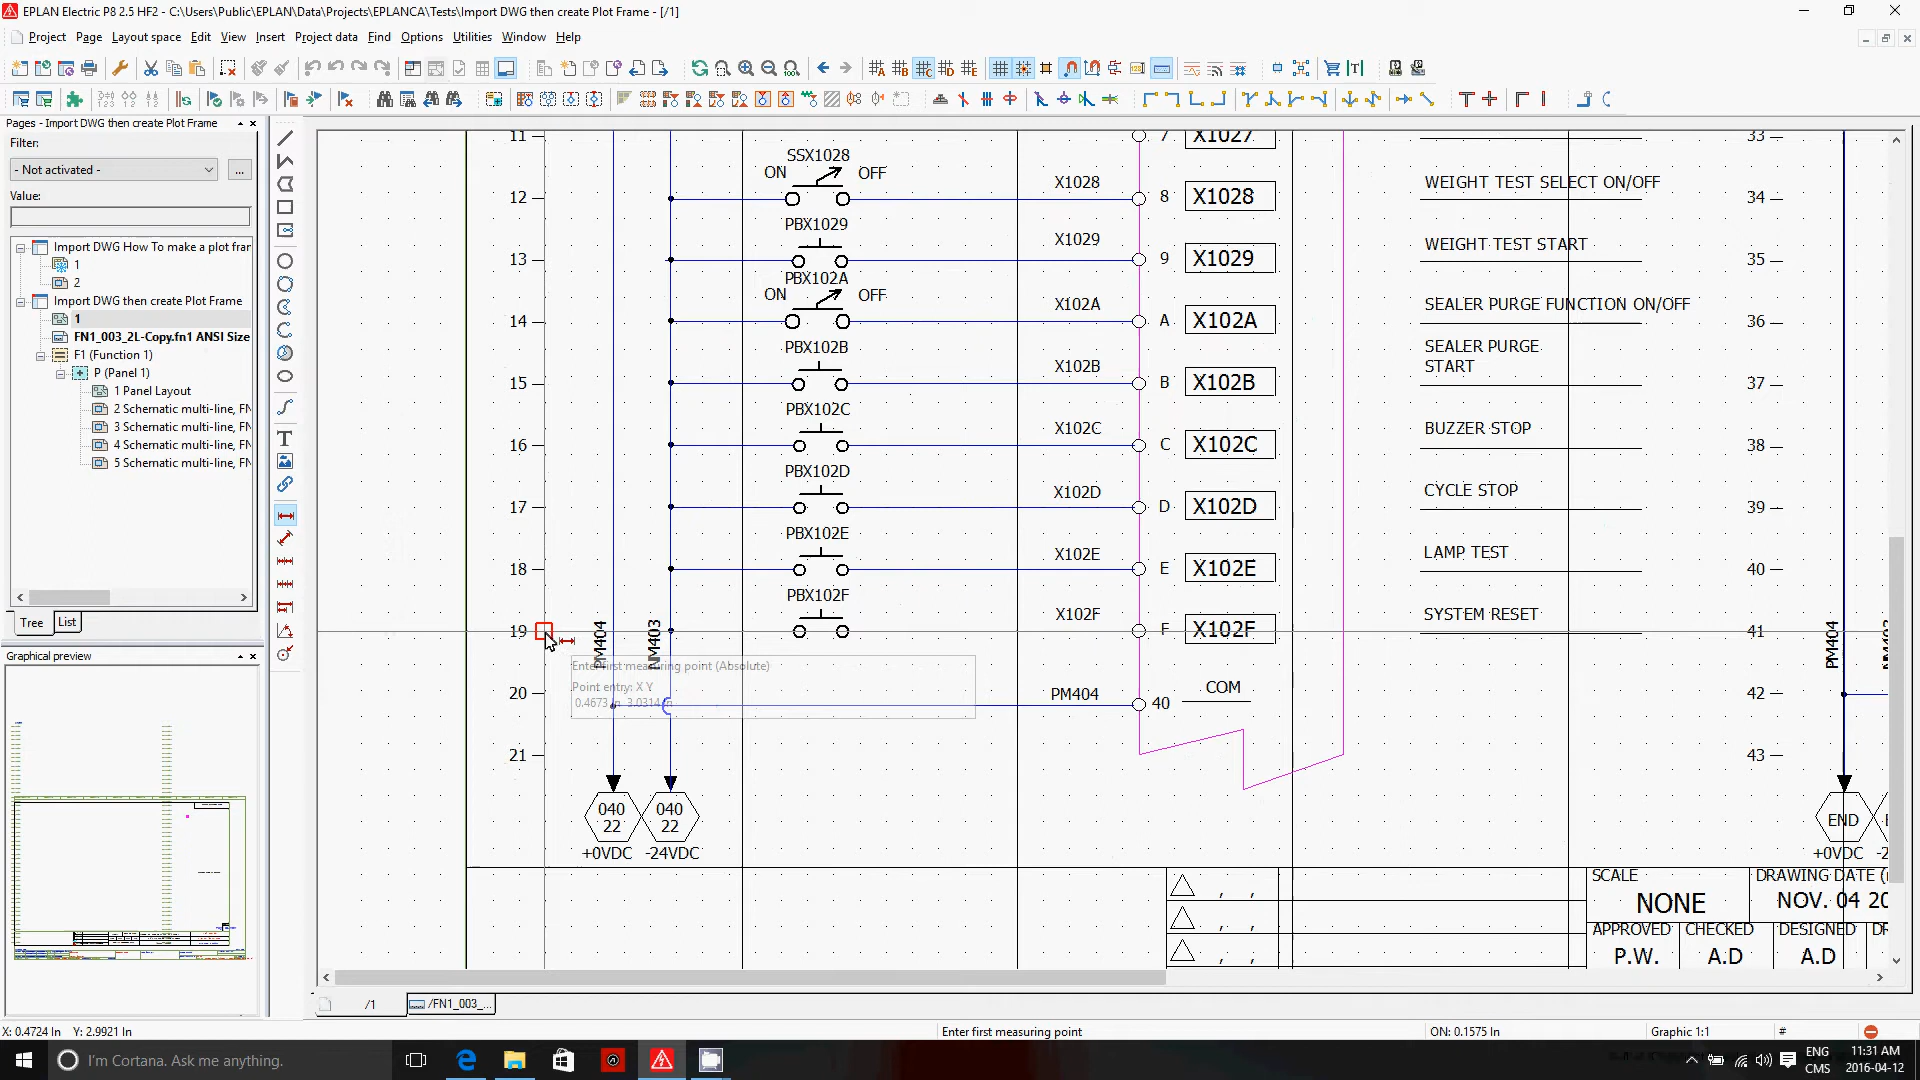 EPLAN Electric P8 2.5 HF2 - C:\Users\Public\EPLAN\Data\Projects\EPLANCA\Tests\Import DWG then create Plot Frame - [/1]
Project Page Layout space Edit View Insert Project data Find Options Utilities Window Help
Pages - Import DWG then create Plot Frame
Filter:
- Not activated -
...
Value:
Import DWG How To make a plot frar
1
2
Import DWG then create Plot Frame
1
FN1_003_2L-Copy.fn1 ANSI Size
F1 (Function 1)
P (Panel 1)
1 Panel Layout
2 Schematic multi-line, FN
3 Schematic multi-line, FN
4 Schematic multi-line, FN
5 Schematic multi-line, FN
Tree List
Graphical preview
11 7 X1027 33
SSX1028
ON OFF X1028 WEIGHT TEST SELECT ON/OFF
12 8 X1028 34
PBX1029
X1029 WEIGHT TEST START
13 9 X1029 35
PBX102A
ON OFF X102A SEALER PURGE FUNCTION ON/OFF
14 A X102A 36
PBX102B SEALER PURGE
X102B START
15 B X102B 37
PBX102C
X102C BUZZER STOP
16 C X102C 38
PBX102D
X102D CYCLE STOP
17 D X102D 39
PBX102E
X102E LAMP TEST
18 E X102E 40
PBX102F
X102F SYSTEM RESET
19 F X102F 41
PM404 NM403 PM404
Enter first measuring point (Absolute)
Point entry: X Y
0.4673 In 3.0314 In
20 PM404 40 COM 42
21 43
040 22
040 22
END
+0VDC -24VDC +0VDC
, ,
, ,
, ,
SCALE DRAWING DATE
NONE NOV. 04 20
APPROVED CHECKED DESIGNED
P.W. A.D A.D
/1 /FN1_003_...
X: 0.4724 In Y: 2.9921 In Enter first measuring point ON: 0.1575 In Graphic 1:1 #
I'm Cortana. Ask me anything.
ENG 11:31 AM
CMS 2016-04-12